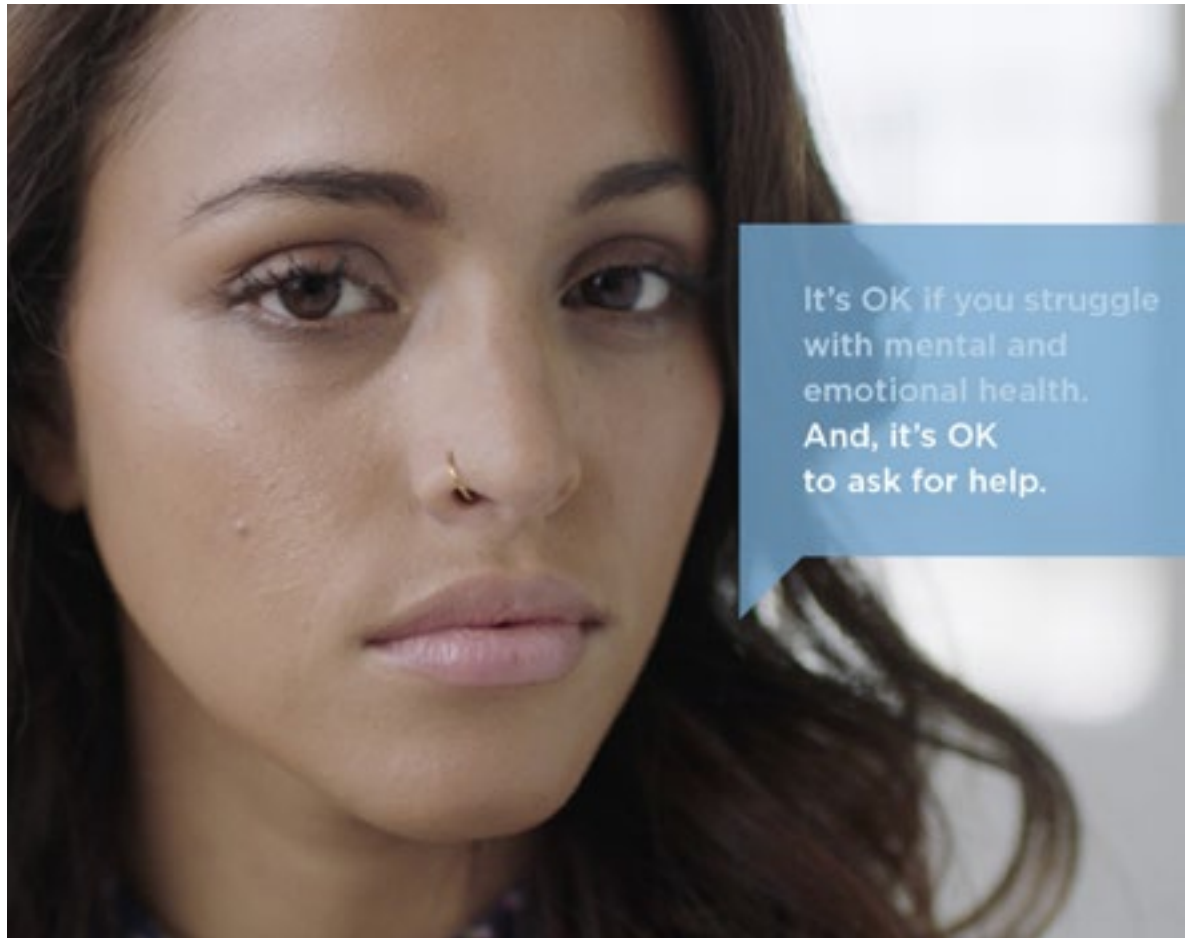 It's OK if you struggle
with mental and
emotional health.
And, it's OK
to ask for help.